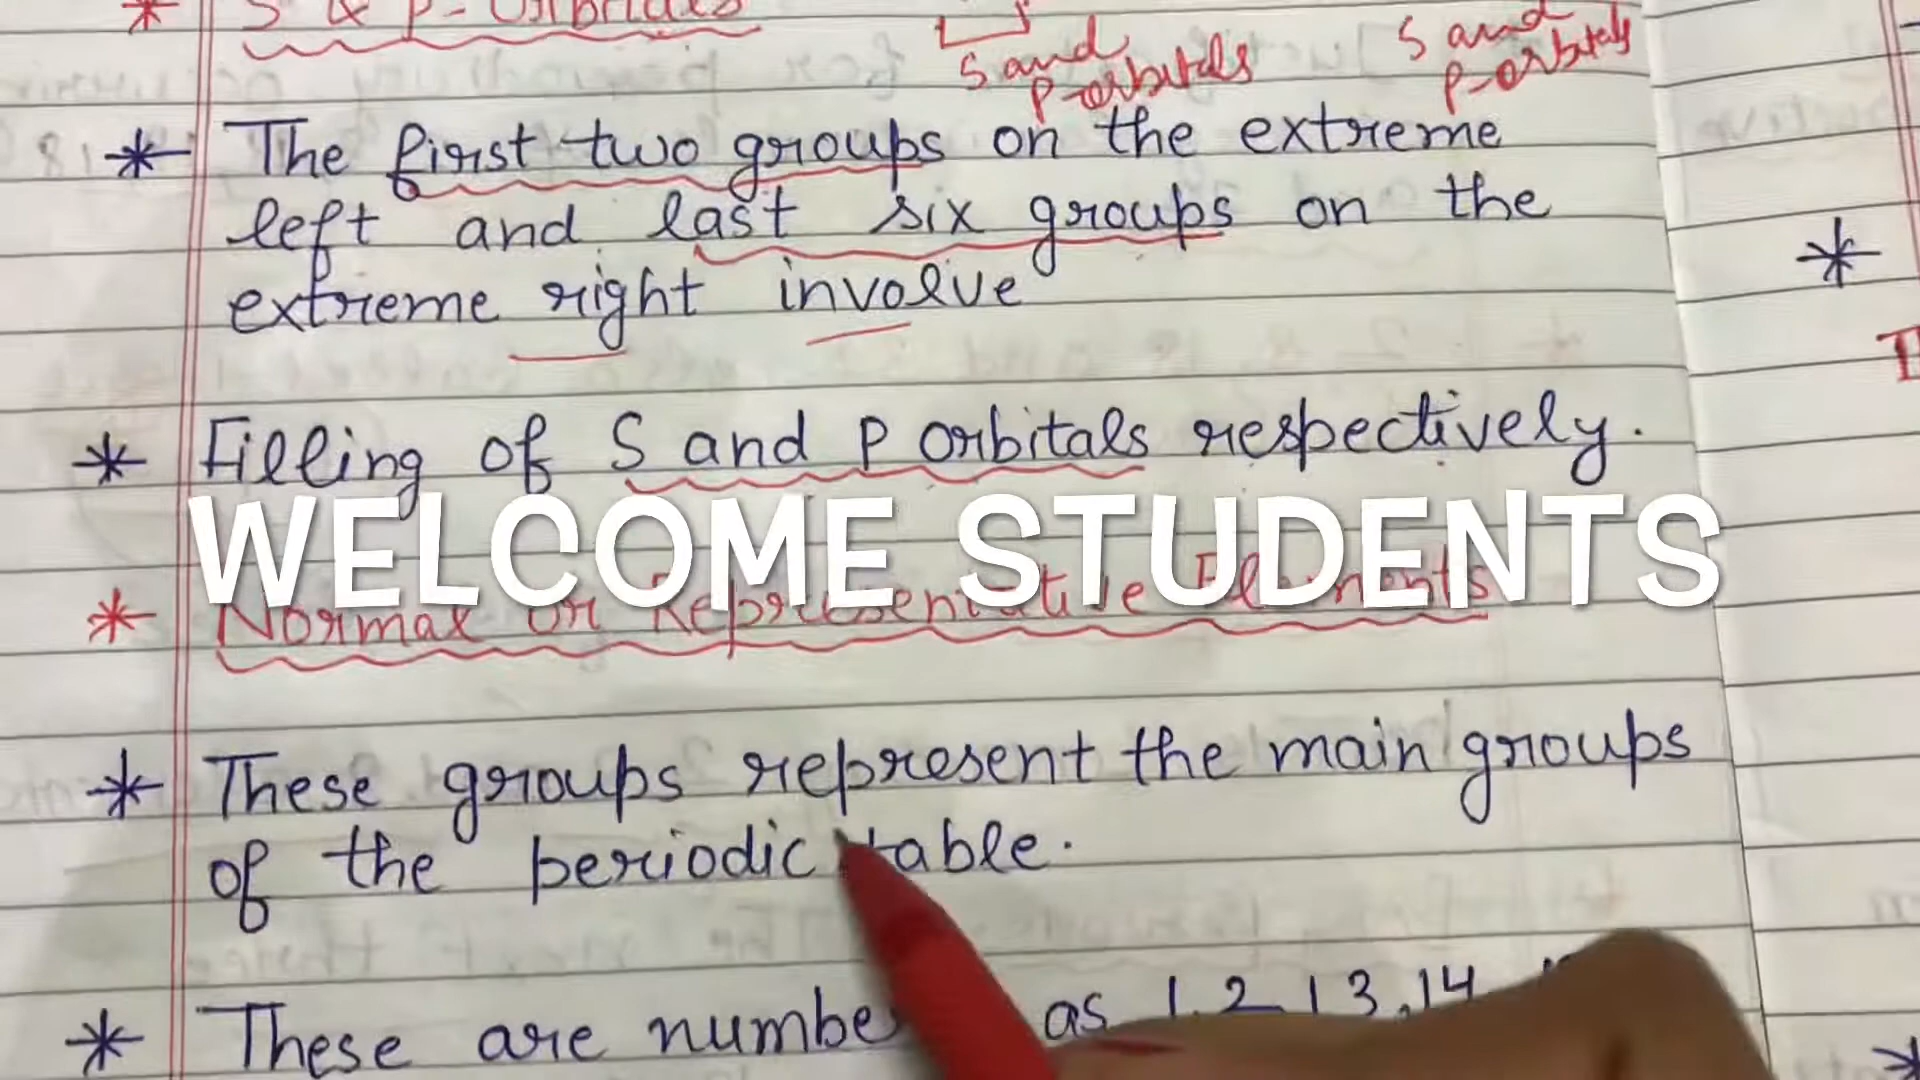 * S & P-Orbitals
S and
P-orbitals
S and
P-orbitals
* The first two groups on the extreme
left and last six groups on the
extreme right involve
* Filling of S and P orbitals respectively.
WELCOME STUDENTS
* Normal or Representative Elements
* These groups represent the main groups
of the periodic table.
* These are number as 1, 2, 13, 14